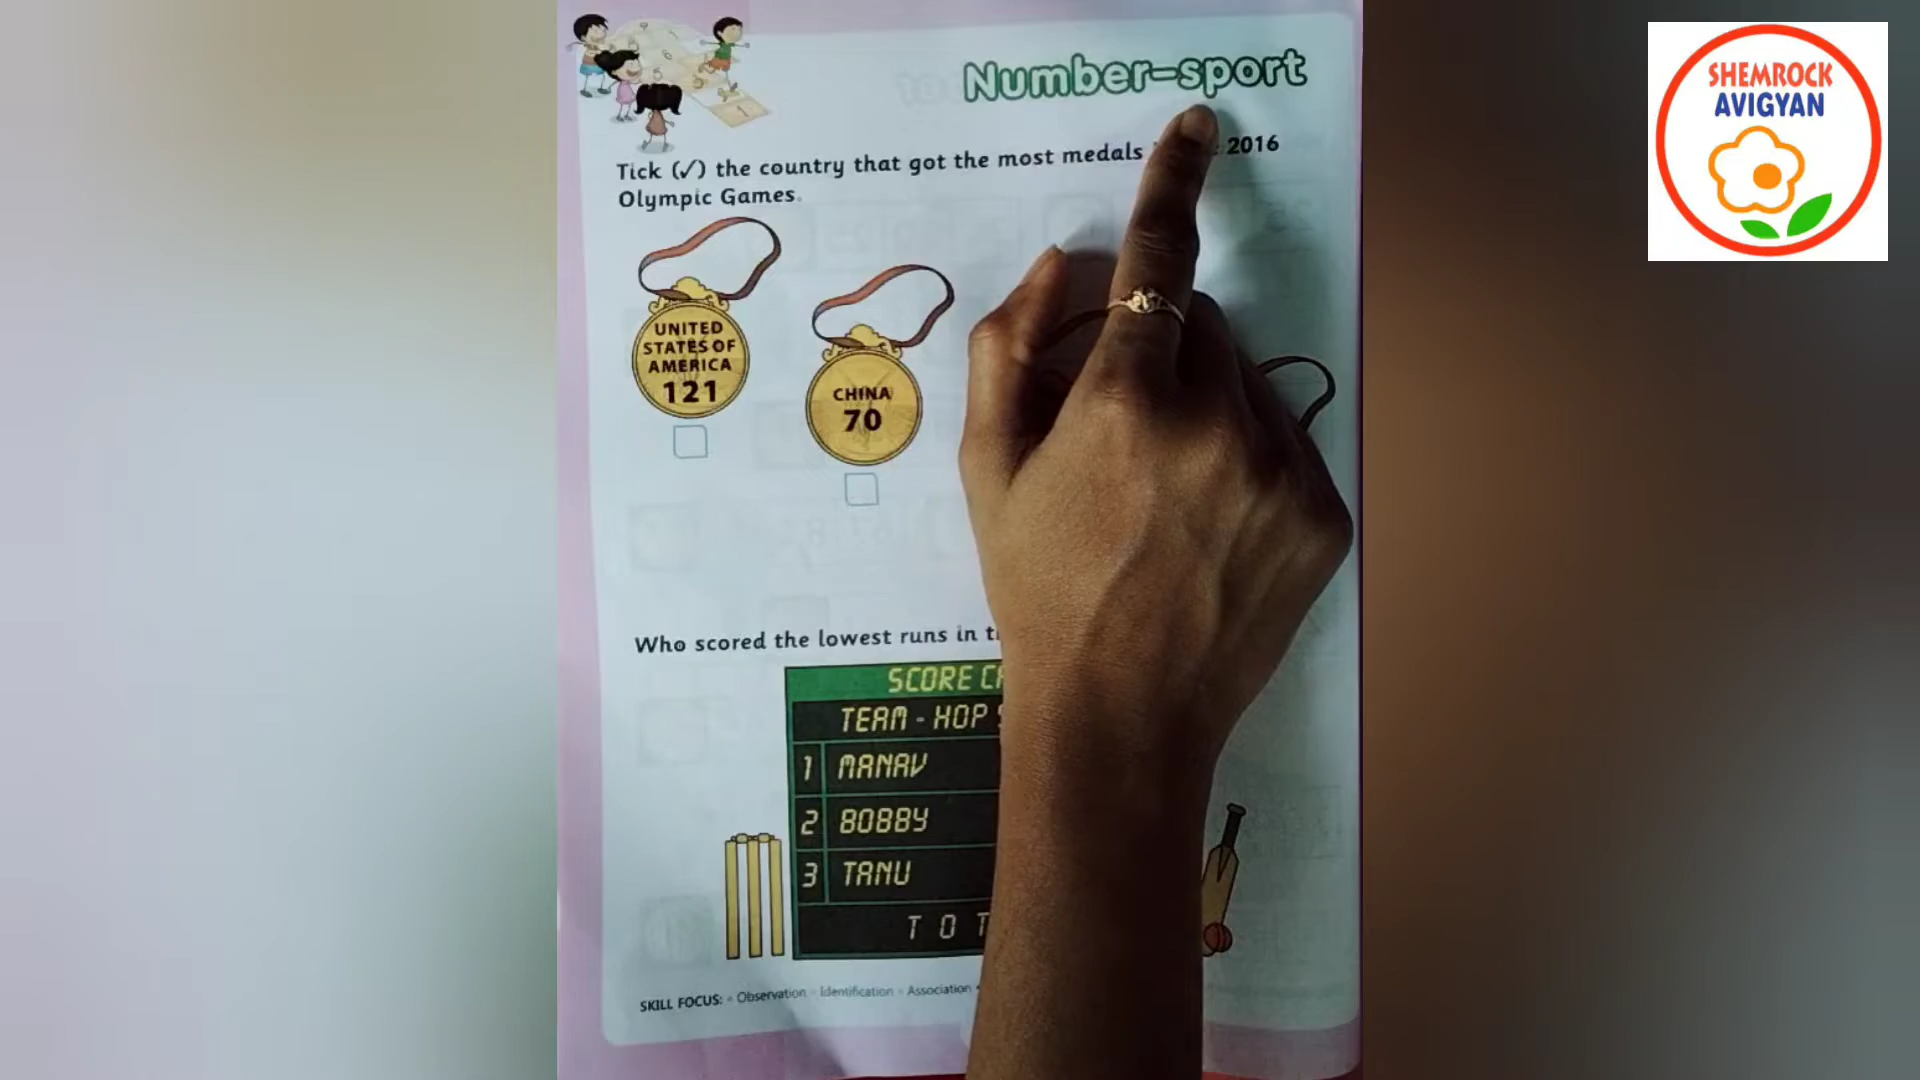 Number-sport
Tick (✓) the country that got the most medals 2016
Olympic Games.
UNITED
STATES OF
AMERICA
121
CHINA
70
Who scored the lowest runs in
SCORE
TEAM - HOP
1 MANAV
2 BOBBY
3 TANU
T O T
SKILL FOCUS: • Observation • Identification • Association •
SHEMROCK
AVIGYAN